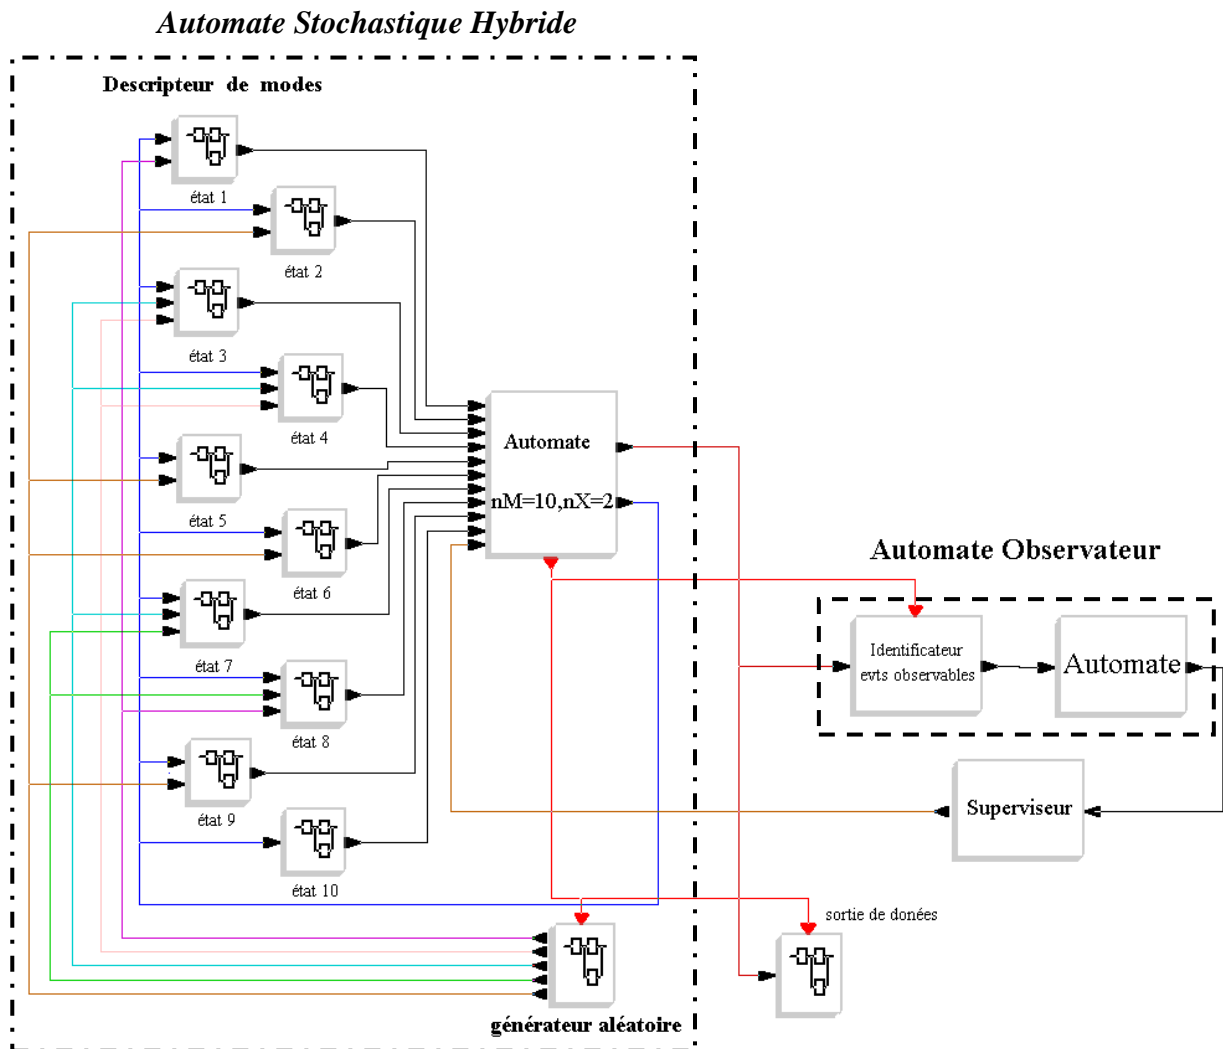 Automate Stochastique Hybride
Descripteur de modes
état 1
état 2
état 3
état 4
état 5
état 6
état 7
état 8
état 9
état 10
Automate
nM=10,nX=2
générateur aléatoire
Automate Observateur
Identificateur
evts observables
Automate
Superviseur
sortie de donées